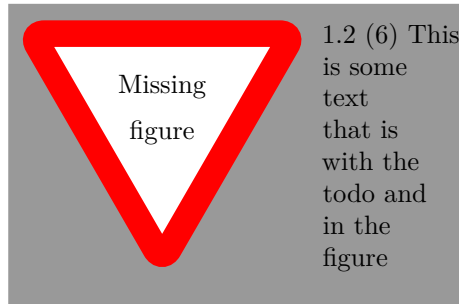 Missing
figure
1.2 (6) This
is some
text
that is
with the
todo and
in the
figure